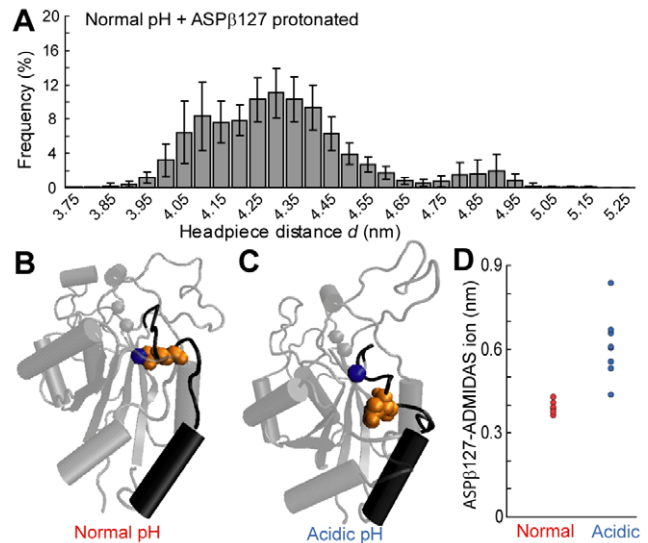 A
Normal pH + ASPβ127 protonated
Frequency (%)
20
16
12
8
4
0
3.75
3.85
3.95
4.05
4.15
4.25
4.35
4.45
4.55
4.65
4.75
4.85
4.95
5.05
5.15
5.25
Headpiece distance d (nm)
B
Normal pH
C
Acidic pH
D
ASPβ127-ADMIDAS ion (nm)
0.9
0.6
0.3
0
Normal
Acidic